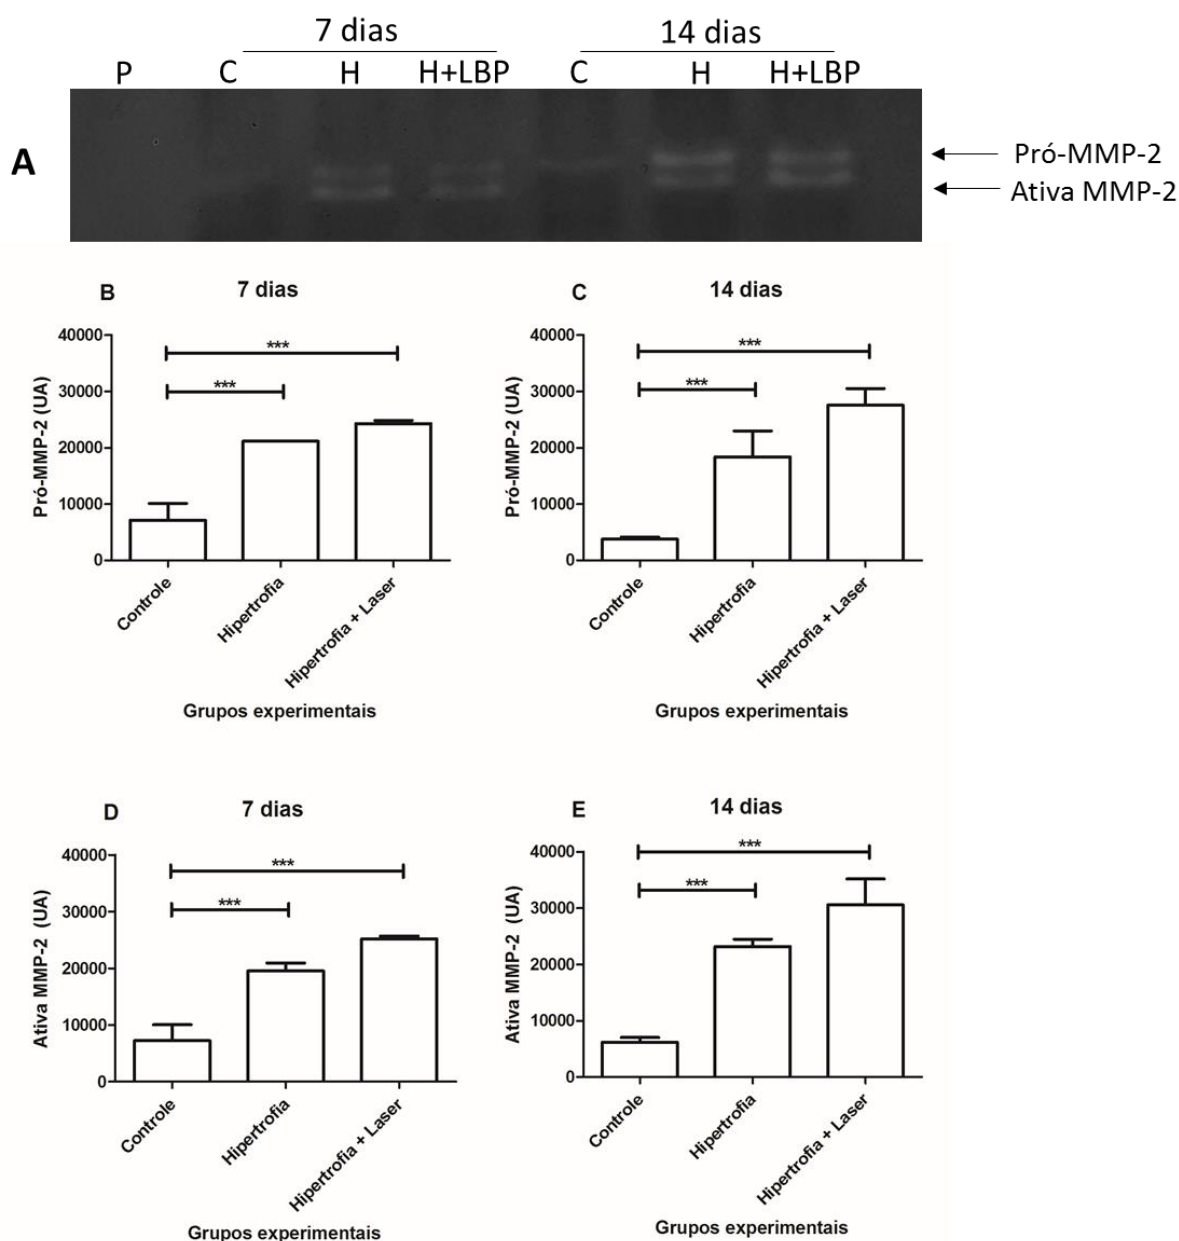 7 dias 14 dias
P C H H+LBP C H H+LBP
A
Pró-MMP-2
Ativa MMP-2
B 7 dias
Pró-MMP-2 (UA)
40000
30000
20000
10000
0
***
***
Controle
Hipertrofia
Hipertrofia + Laser
Grupos experimentais
C 14 dias
Pró-MMP-2 (UA)
40000
30000
20000
10000
0
***
***
Controle
Hipertrofia
Hipertrofia + Laser
Grupos experimentais
D 7 dias
Ativa MMP-2 (UA)
40000
30000
20000
10000
0
***
***
Controle
Hipertrofia
Hipertrofia + Laser
Grupos experimentais
E 14 dias
Ativa MMP-2 (UA)
40000
30000
20000
10000
0
***
***
Controle
Hipertrofia
Hipertrofia + Laser
Grupos experimentais